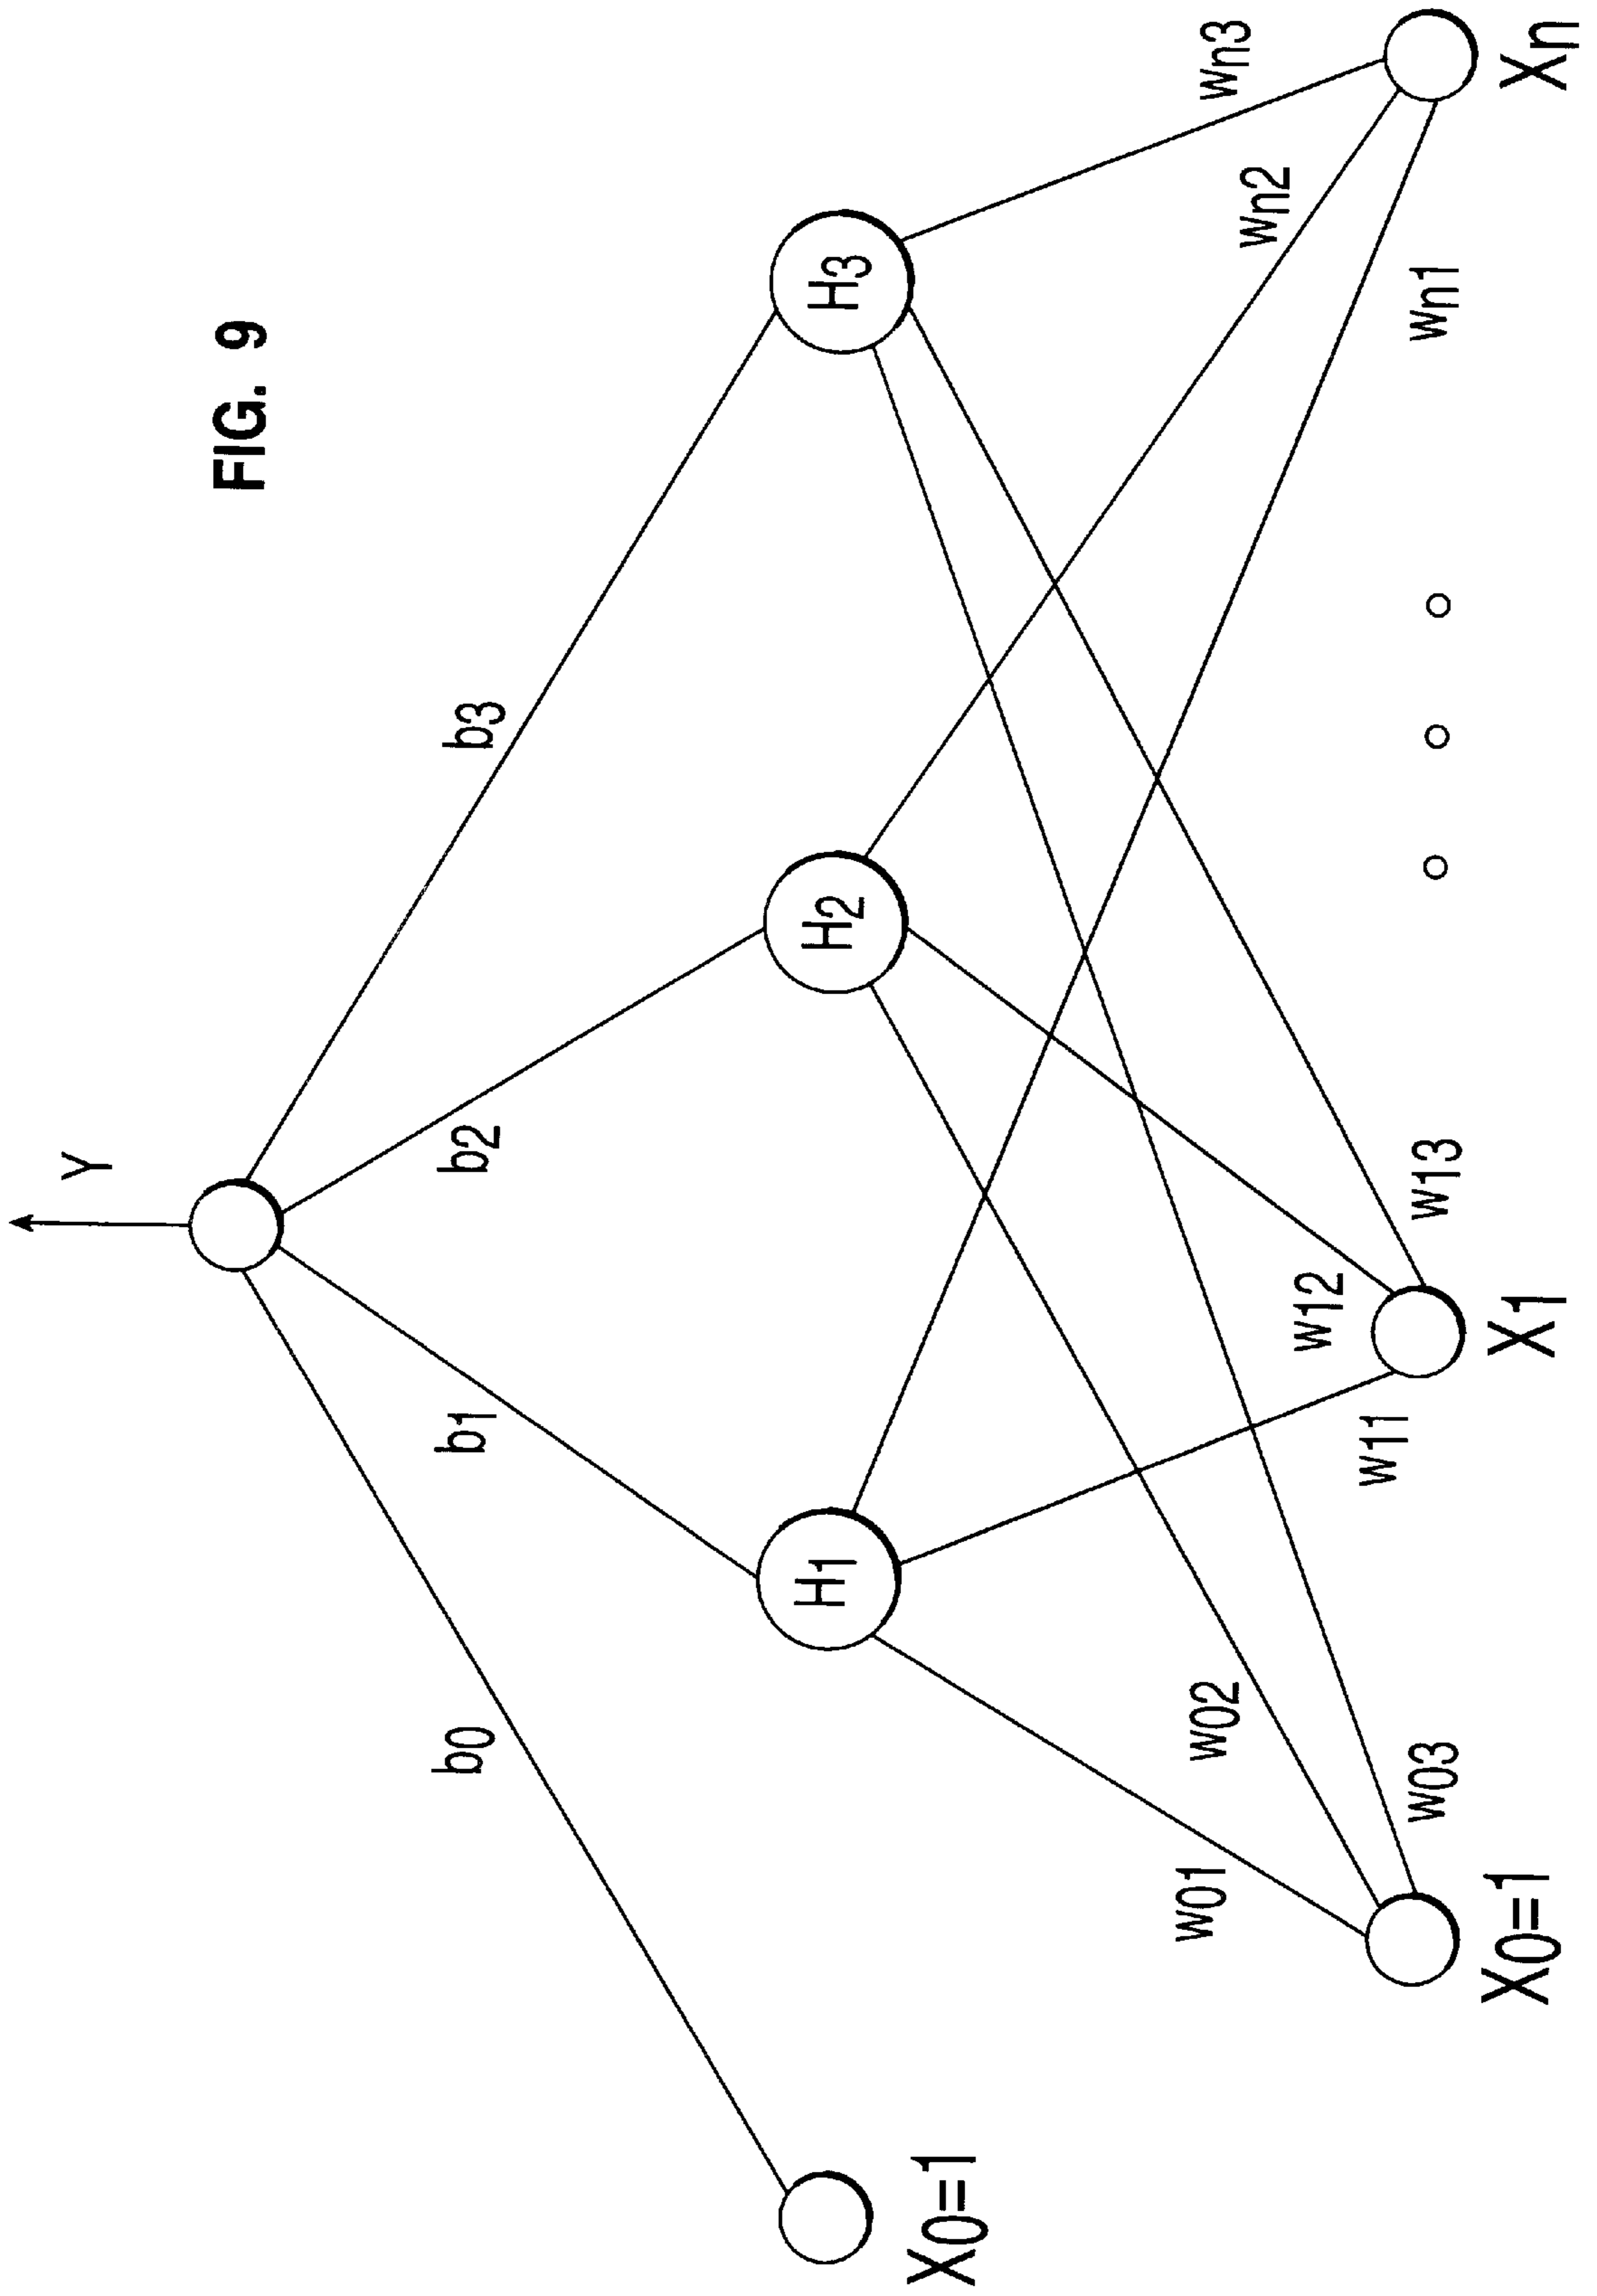 FIG. 9
Y
b0
b1
b2
b3
X0=1
H1
H2
H3
w01
w02
w03
w11
w12
w13
wn1
wn2
wn3
X0=1
X1
Xn